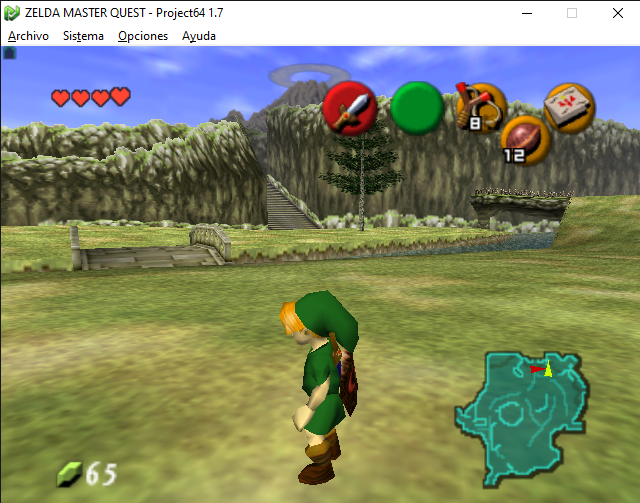 ZELDA MASTER QUEST - Project64 1.7
Archivo Sistema Opciones Ayuda
8
12
65